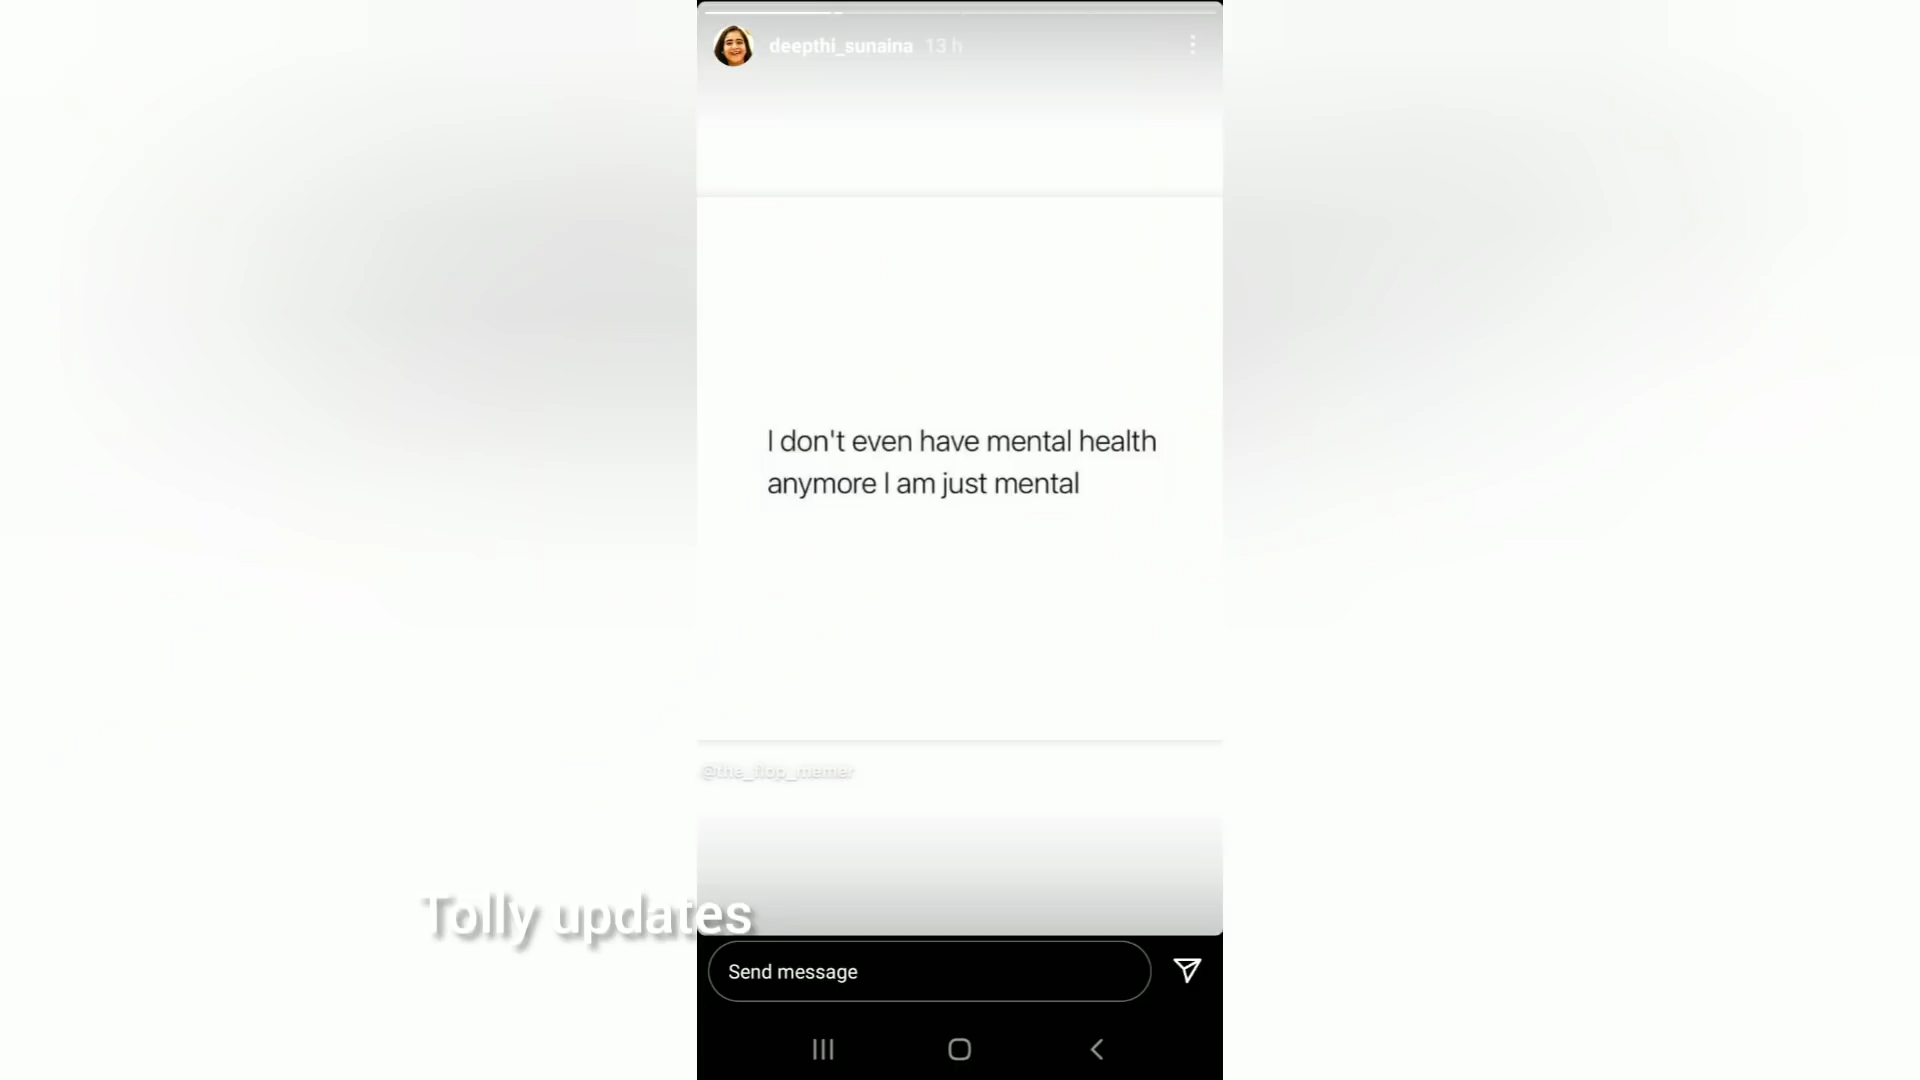 deepthi_sunaina 13 h
I don't even have mental health
anymore I am just mental
@the_flop_memer
Tolly updates
Send message